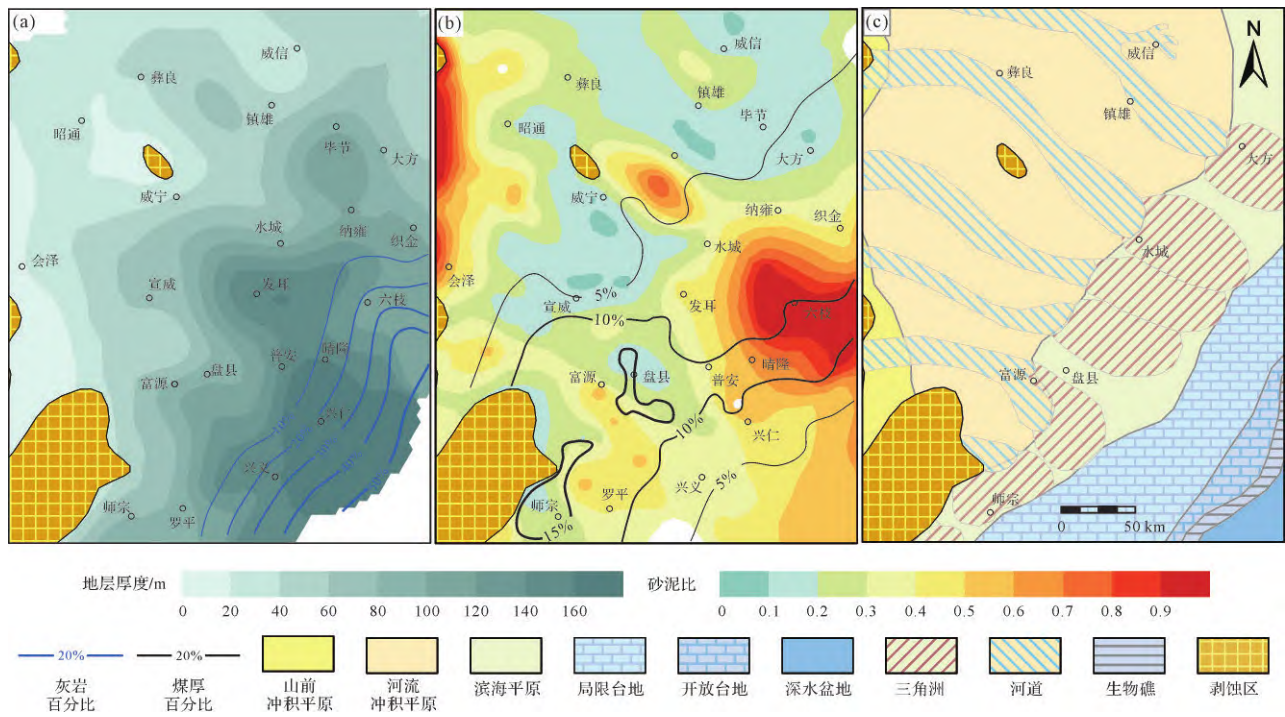 (a)
威信
彝良
镇雄
昭通
毕节
大方
威宁
纳雍
水城
织金
会泽
宣威
发耳
六枝
晴隆
普安
盘县
富源
兴仁
兴义
师宗
罗平
(b)
威信
彝良
镇雄
昭通
毕节
大方
威宁
纳雍
织金
水城
会泽
宣威
5%
发耳
六枝
10%
晴隆
普安
富源
盘县
10%
兴仁
兴义
5%
师宗
罗平
15%
(c)
N
威信
彝良
镇雄
大方
水城
富源
盘县
师宗
0 50 km
地层厚度/m
0 20 40 60 80 100 120 140 160
砂泥比
0 0.1 0.2 0.3 0.4 0.5 0.6 0.7 0.8 0.9
20%
灰岩
百分比
20%
煤厚
百分比
山前
冲积平原
河流
冲积平原
滨海平原
局限台地
开放台地
深水盆地
三角洲
河道
生物礁
剥蚀区